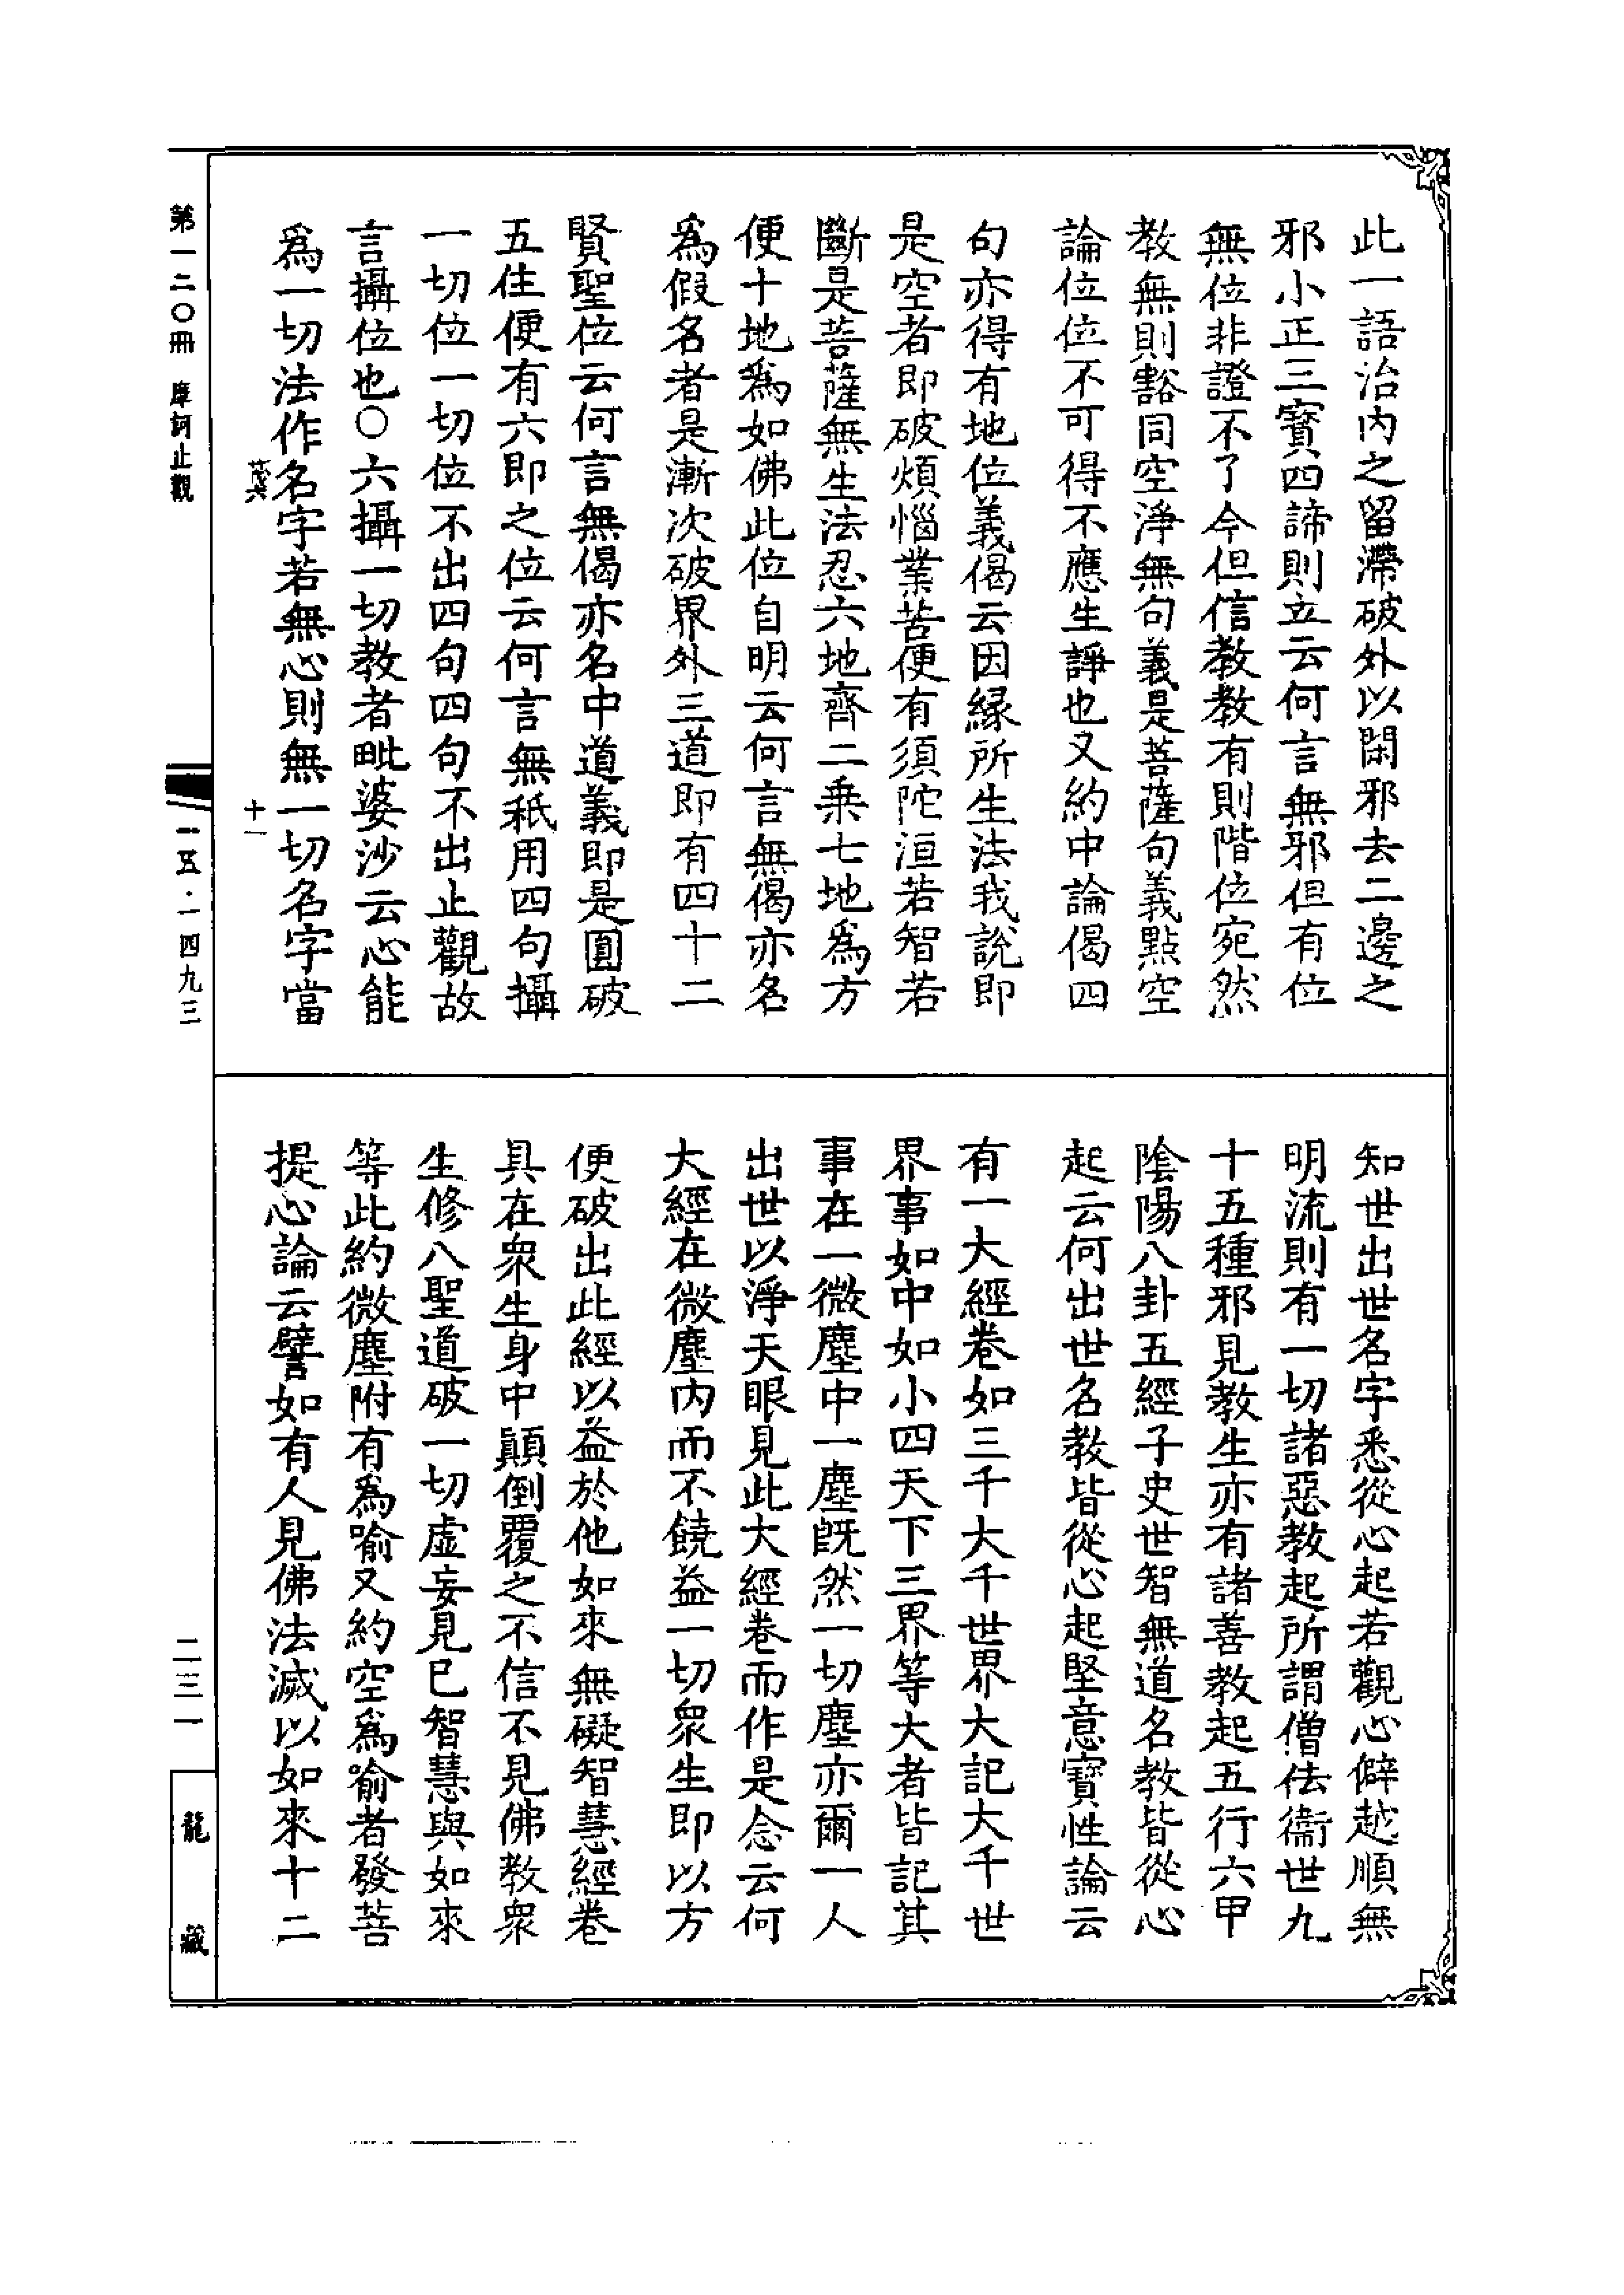 此一語治内之留滯破外以閑邪去二邊之
邪小正三寳四諦則立云何言無邪但有位
無位非證不了今但信教教有則階位宛然
教無則豁同空淨無句義是菩薩句義點空
論位位不可得不應生諍也又約中論偈四
句亦得有地位義偈云因縁所生法我說即
是空者即破煩惱業苦便有須陀洹若智若
斷是菩薩無生法忍六地齊二乗七地爲方
便十地爲如佛此位自明云何言無偈亦名
爲假名者是漸次破界外三道即有四十二
賢聖位云何言無偈亦名中道義即是圓破
五住便有六即之位云何言無秖用四句攝
一切位一切位不出四句四句不出止觀故
言攝位也○六攝一切教者毗婆沙云心能
爲一切法作名字若無心則無一切名字當
十一
知世出世名字悉從心起若觀心僻越順無
明流則有一切諸惡教起所謂僧佉衞世九
十五種邪見教生亦有諸善教起五行六甲
陰陽八卦五經子史世智無道名教皆從心
起云何出世名教皆從心起堅意寳性論云
有一大經卷如三千大千世界大記大千世
界事如中如小四天下三界等大者皆記其
事在一微塵中一塵旣然一切塵亦爾一人
出世以淨天眼見此大經卷而作是念云何
大經在微塵内而不饒益一切衆生即以方
便破出此經以益於他如來無礙智慧經卷
具在衆生身中顛倒覆之不信不見佛教衆
生修八聖道破一切虚妄見已智慧與如來
等此約微塵附有爲喻又約空爲喻者發菩
提心論云譬如有人見佛法滅以如來十二
第一二〇冊 摩訶止觀
一五·一四九三
二三一
龍藏